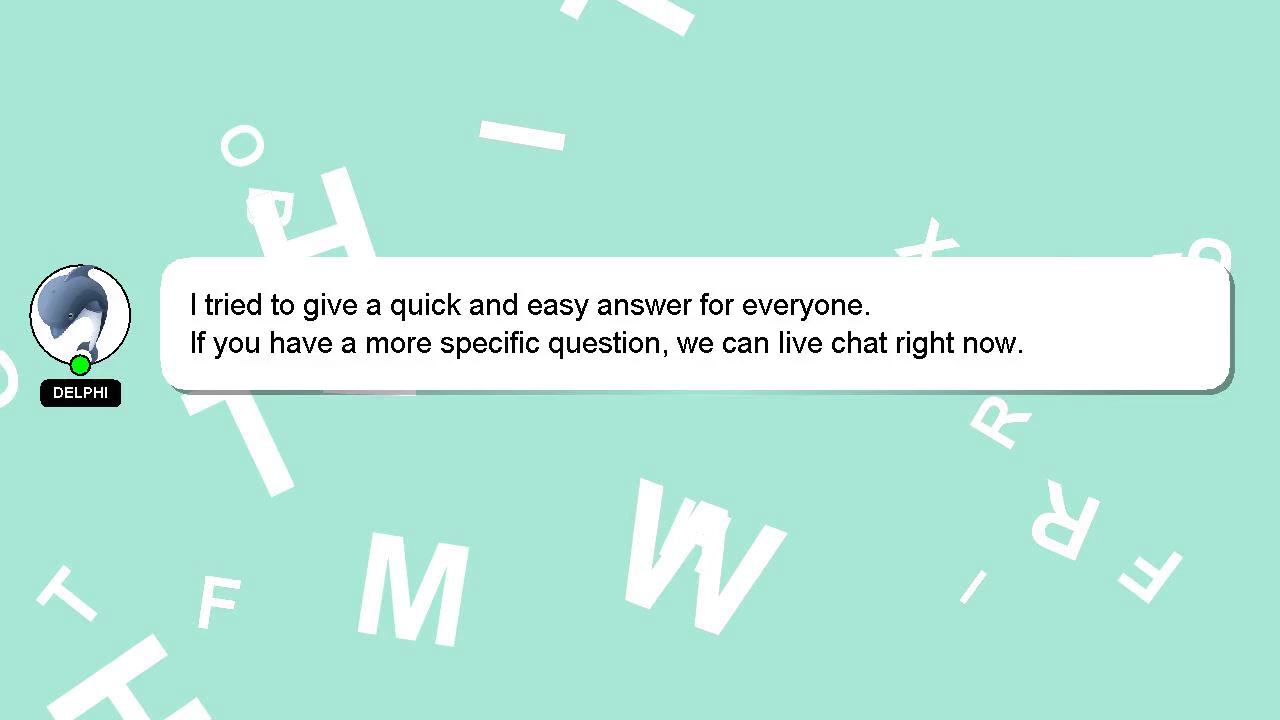 I tried to give a quick and easy answer for everyone.
If you have a more specific question, we can live chat right now.
DELPHI